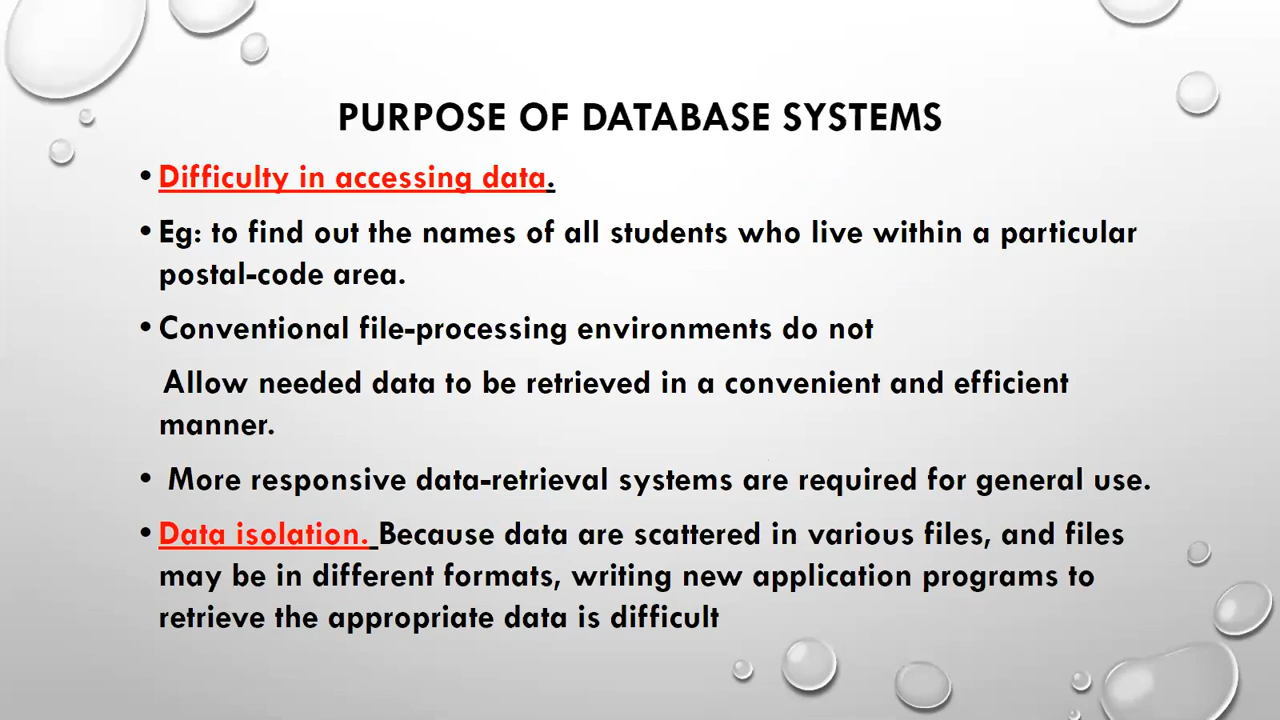 PURPOSE OF DATABASE SYSTEMS
• Difficulty in accessing data.
• Eg: to find out the names of all students who live within a particular
postal-code area.
• Conventional file-processing environments do not
Allow needed data to be retrieved in a convenient and efficient
manner.
• More responsive data-retrieval systems are required for general use.
• Data isolation. Because data are scattered in various files, and files
may be in different formats, writing new application programs to
retrieve the appropriate data is difficult